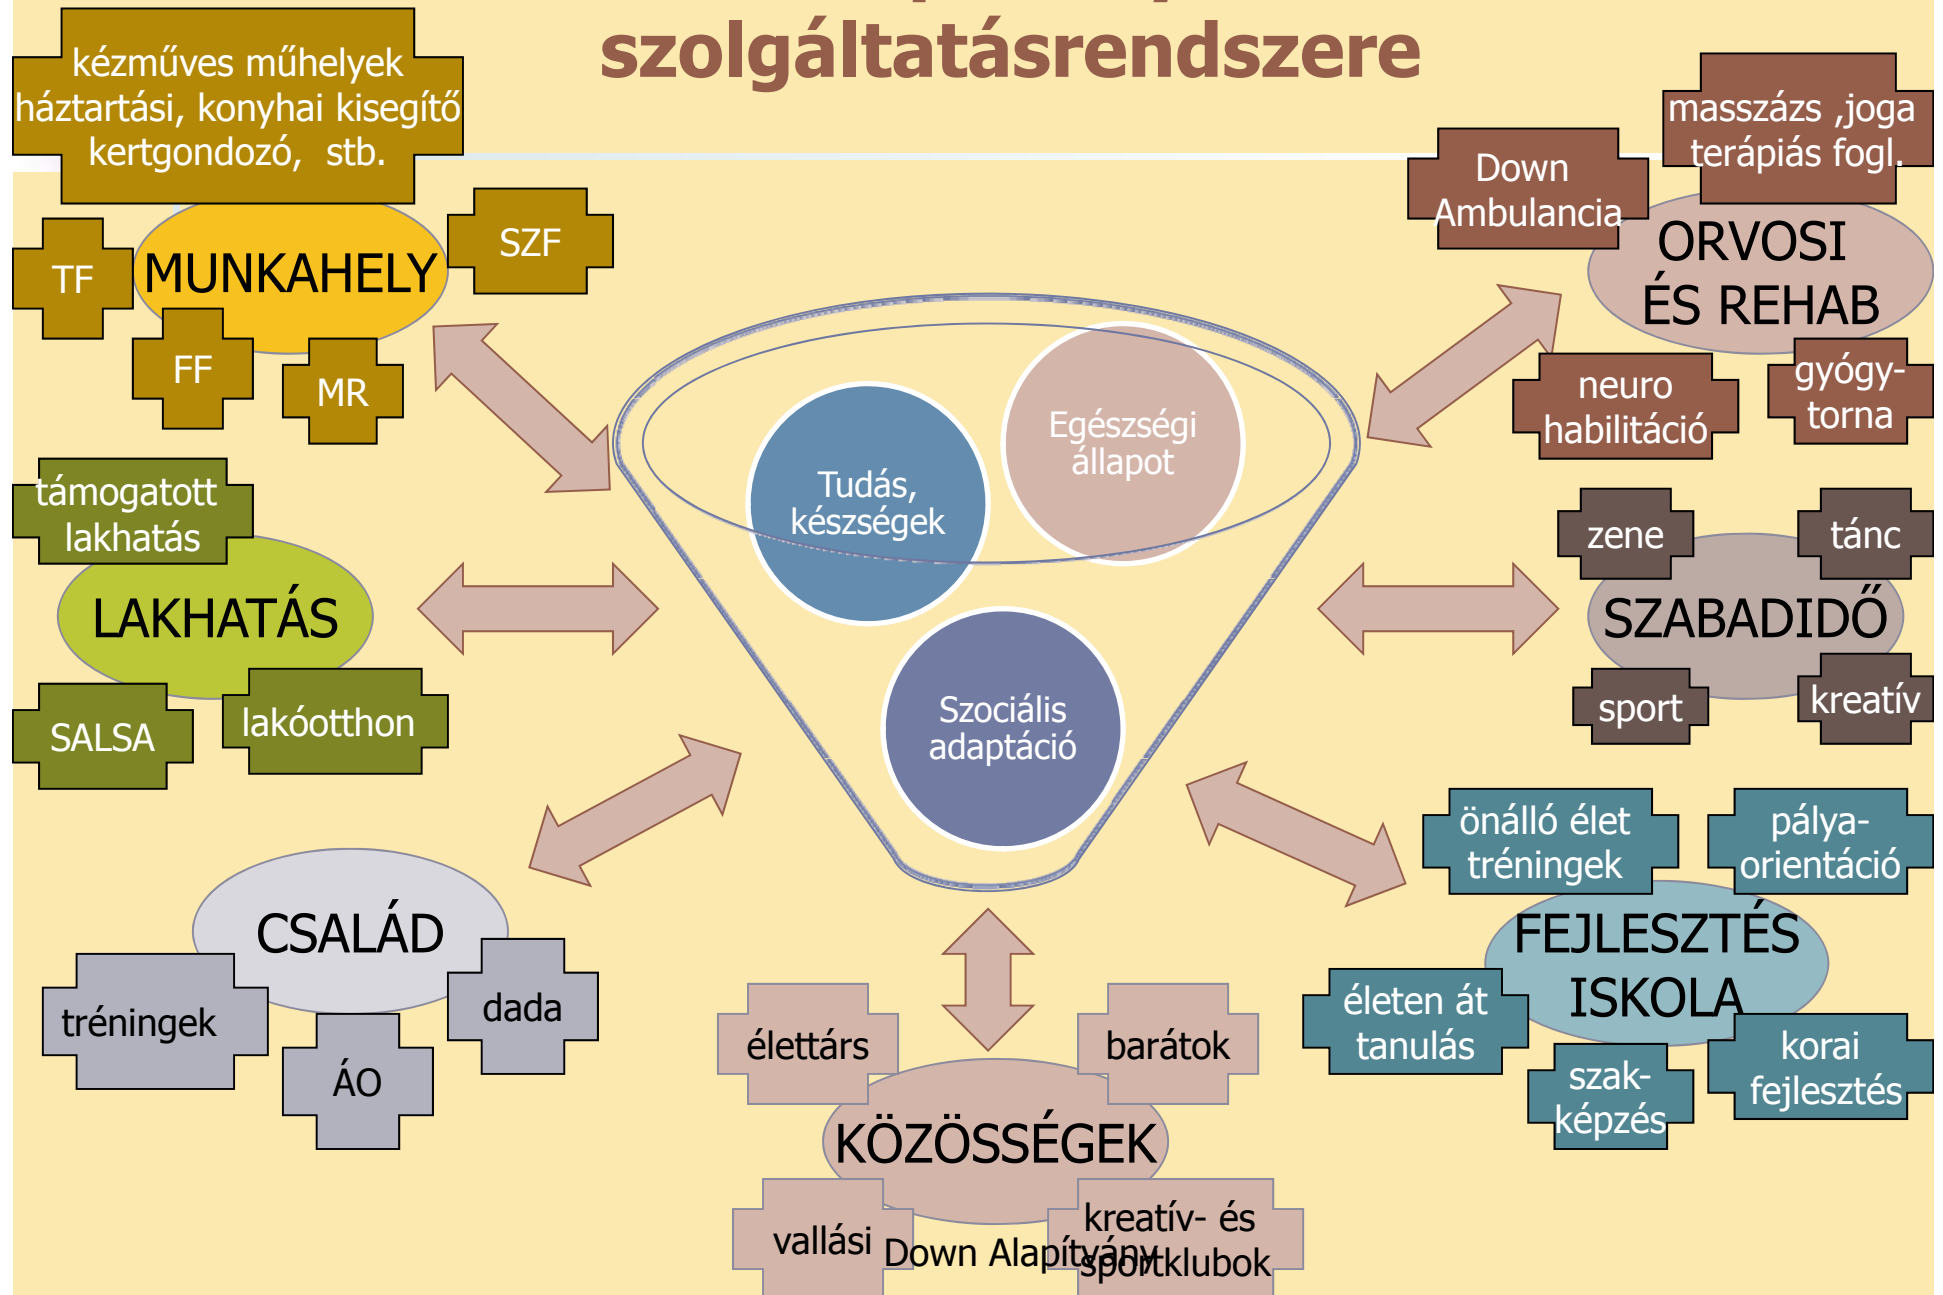 szolgáltatásrendszere
kézműves műhelyek
háztartási, konyhai kisegítő
kertgondozó, stb.
TF
MUNKAHELY
SZF
FF
MR
masszázs ,joga
terápiás fogl.
Down
Ambulancia
ORVOSI
ÉS REHAB
neuro
habilitáció
gyógy-
torna
Egészségi
állapot
Tudás,
készségek
Szociális
adaptáció
támogatott
lakhatás
LAKHATÁS
SALSA
lakóotthon
zene
tánc
SZABADIDŐ
sport
kreatív
CSALÁD
tréningek
ÁO
dada
önálló élet
tréningek
pálya-
orientáció
FEJLESZTÉS
ISKOLA
életen át
tanulás
szak-
képzés
korai
fejlesztés
élettárs
barátok
KÖZÖSSÉGEK
vallási
kreatív- és
sportklubok
Down Alapítvány